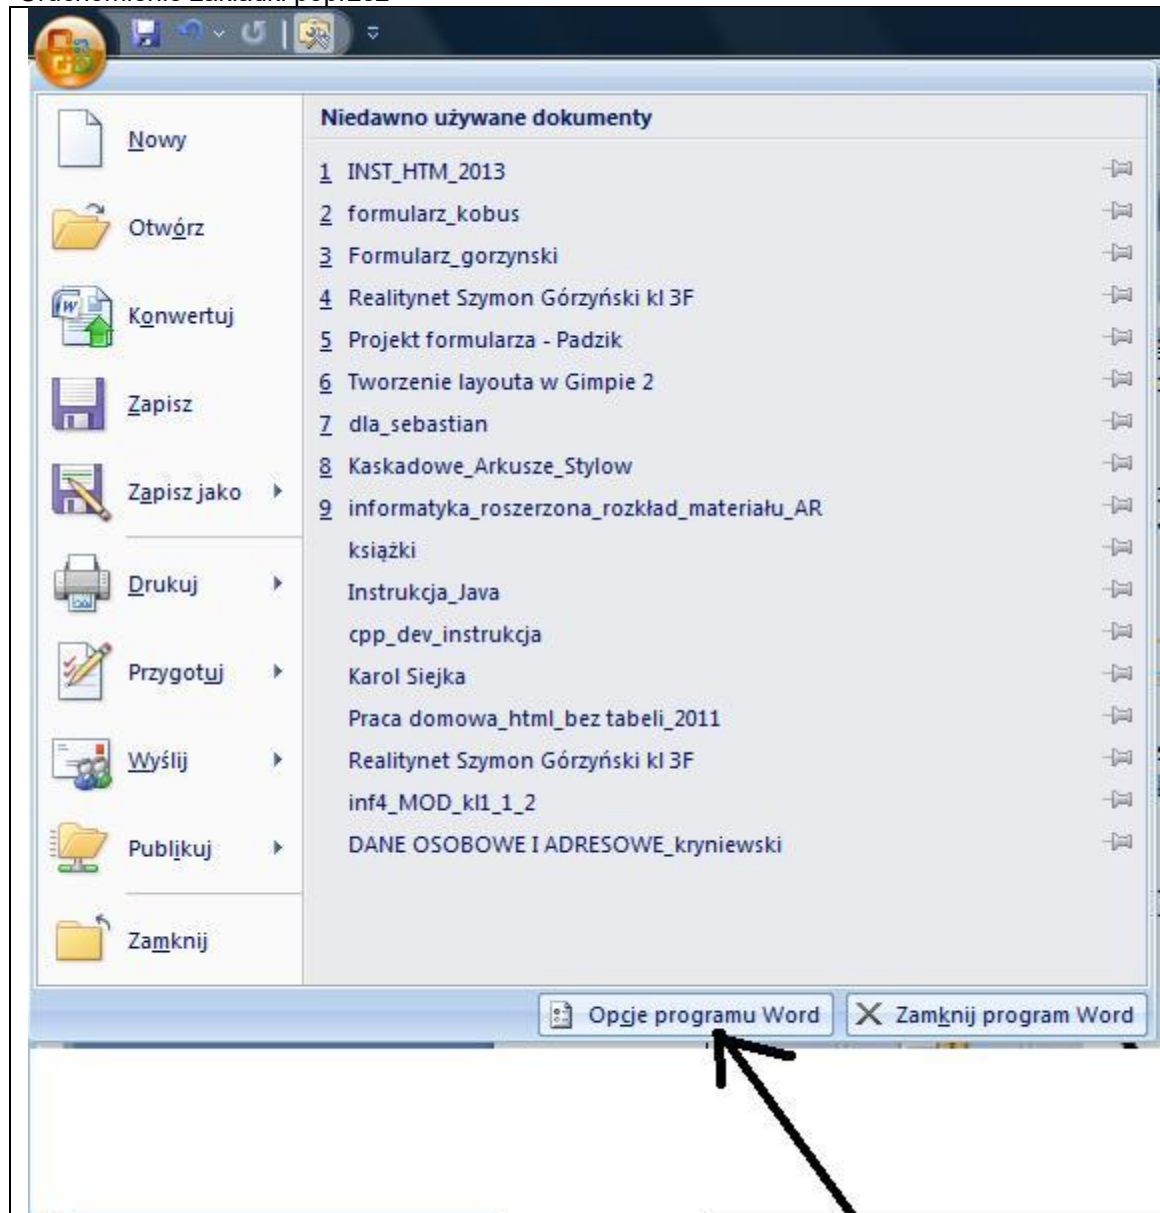 Uruchomienie zakładki poprzez
Nowy
Otwórz
Konwertuj
Zapisz
Zapisz jako
Drukuj
Przygotuj
Wyślij
Publikuj
Zamknij
Niedawno używane dokumenty
1 INST_HTM_2013
2 formularz_kobus
3 Formularz_gorzynski
4 Realitynet Szymon Górzyński kl 3F
5 Projekt formularza - Padzik
6 Tworzenie layouta w Gimpie 2
7 dla_sebastian
8 Kaskadowe_Arkusze_Stylow
9 informatyka_roszerzona_rozkład_materiału_AR
książki
Instrukcja_Java
cpp_dev_instrukcja
Karol Siejka
Praca domowa_html_bez tabeli_2011
Realitynet Szymon Górzyński kl 3F
inf4_MOD_kl1_1_2
DANE OSOBOWE I ADRESOWE_kryniewski
Opcje programu Word
Zamknij program Word